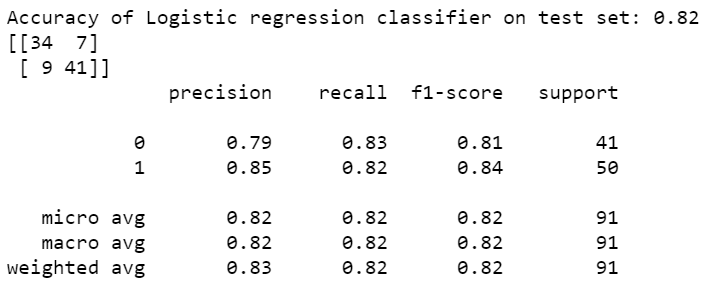 Accuracy of Logistic regression classifier on test set: 0.82
[[34  7]
 [ 9 41]]
              precision    recall  f1-score   support

           0       0.79      0.83      0.81        41
           1       0.85      0.82      0.84        50

   micro avg       0.82      0.82      0.82        91
   macro avg       0.82      0.82      0.82        91
weighted avg       0.83      0.82      0.82        91